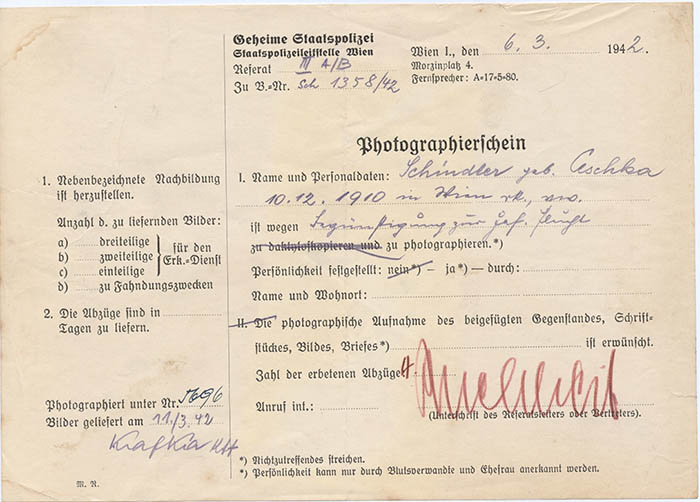 Geheime Staatspolizei
Staatspolizeileitstelle Wien
Referat III A/B
Zu B.=Nr. Sch 1358/42
Wien I., den 6. 3. 1942.
Morzinplatz 4.
Fernsprecher: A=17=5=80.
Photographierschein
1. Nebenbezeichnete Nachbildung
ist herzustellen.
Anzahl d. zu liefernden Bilder:
a) dreiteilige
b) zweiteilige
c) einteilige
für den
Erk.=Dienst
d) zu Fahndungszwecken
2. Die Abzüge sind in
Tagen zu liefern.
Photographiert unter Nr.
Bilder geliefert am 11./3. 42
Kafka
M. R.
I. Name und Personaldaten: Schindler geb.
10.12. 1910 in Wien rk., vw.
ist wegen Begünstigung zur Flucht
zu daktyloskopieren und zu photographieren.*)
Persönlichkeit festgestellt: nein*) – ja*) – durch:
Name und Wohnort:
II. Die photographische Aufnahme des beigefügten Gegenstandes, Schrift=
stückes, Bildes, Briefes*) ist erwünscht.
Zahl der erbetenen Abzüge:
Anruf int.:
(Unterschrift des Referatsleiters oder Vertreters).
*) Nichtzutreffendes streichen.
*) Persönlichkeit kann nur durch Blutsverwandte und Ehefrau anerkannt werden.